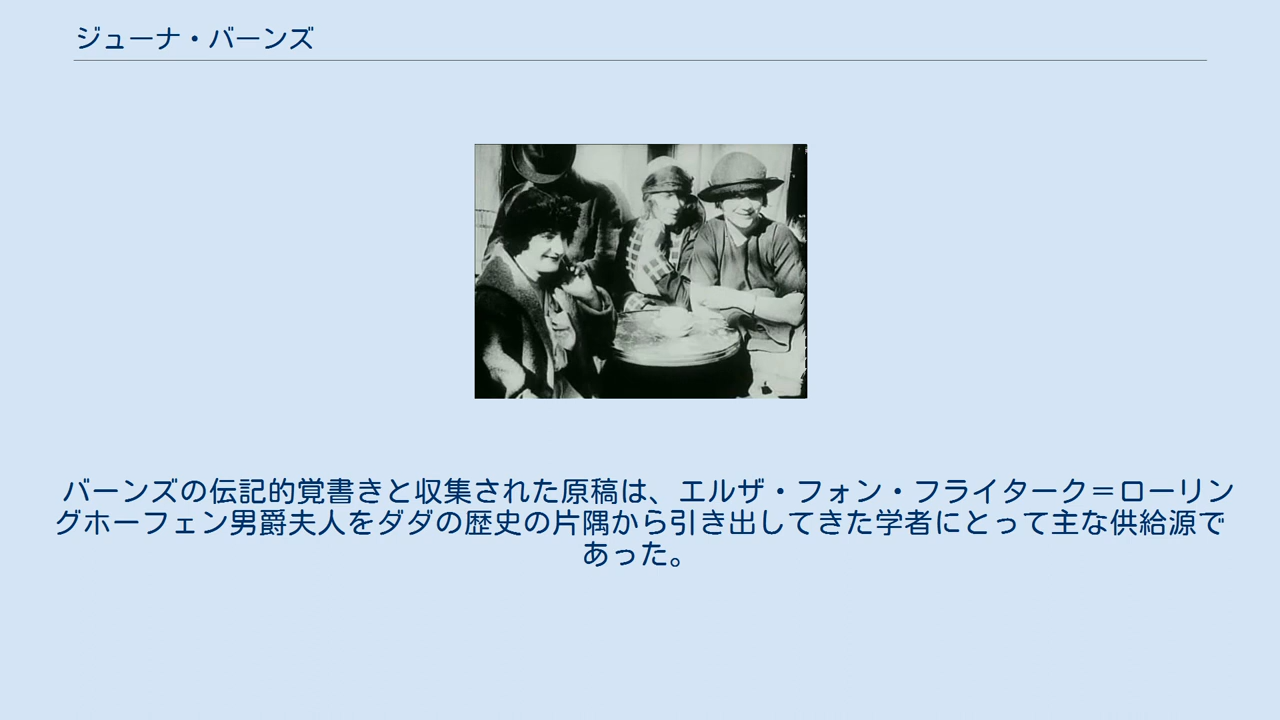 ジューナ・バーンズ
バーンズの伝記的覚書きと収集された原稿は、エルザ・フォン・フライターク＝ローリン
グホーフェン男爵夫人をダダの歴史の片隅から引き出してきた学者にとって主な供給源で
あった。